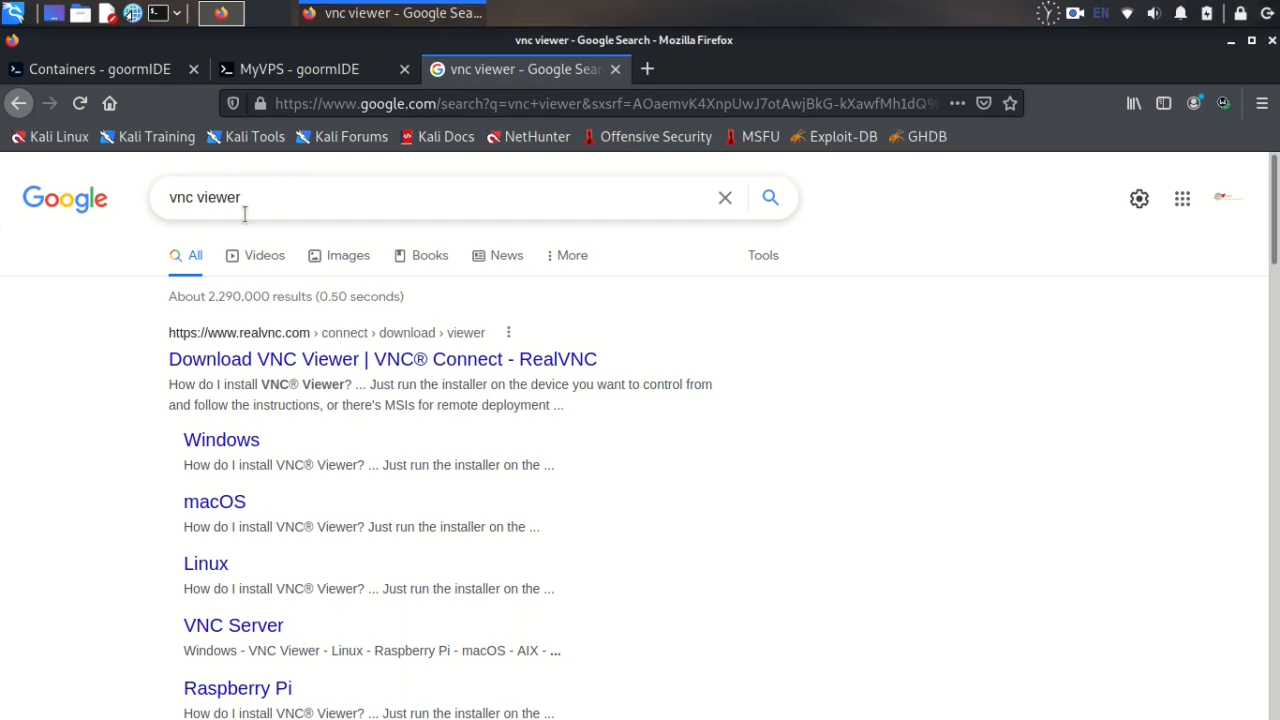 vnc viewer - Google Sea...
EN
vnc viewer - Google Search - Mozilla Firefox
Containers - goormIDE
MyVPS - goormIDE
vnc viewer - Google Sear
https://www.google.com/search?q=vnc+viewer&sxsrf=AOaemvK4XnpUwJ7otAwjBkG-kXawfMh1dQ%
Kali Linux
Kali Training
Kali Tools
Kali Forums
Kali Docs
NetHunter
Offensive Security
MSFU
Exploit-DB
GHDB
Google
vnc viewer
All
Videos
Images
Books
News
More
Tools
About 2,290,000 results (0.50 seconds)
https://www.realvnc.com › connect › download › viewer
Download VNC Viewer | VNC® Connect - RealVNC
How do I install VNC® Viewer? ... Just run the installer on the device you want to control from
and follow the instructions, or there's MSIs for remote deployment ...
Windows
How do I install VNC® Viewer? ... Just run the installer on the ...
macOS
How do I install VNC® Viewer? Just run the installer on the ...
Linux
How do I install VNC® Viewer? ... Just run the installer on the ...
VNC Server
Windows - VNC Viewer - Linux - Raspberry Pi - macOS - AIX - ...
Raspberry Pi
How do I install VNC® Viewer? ... Just run the installer on the ...